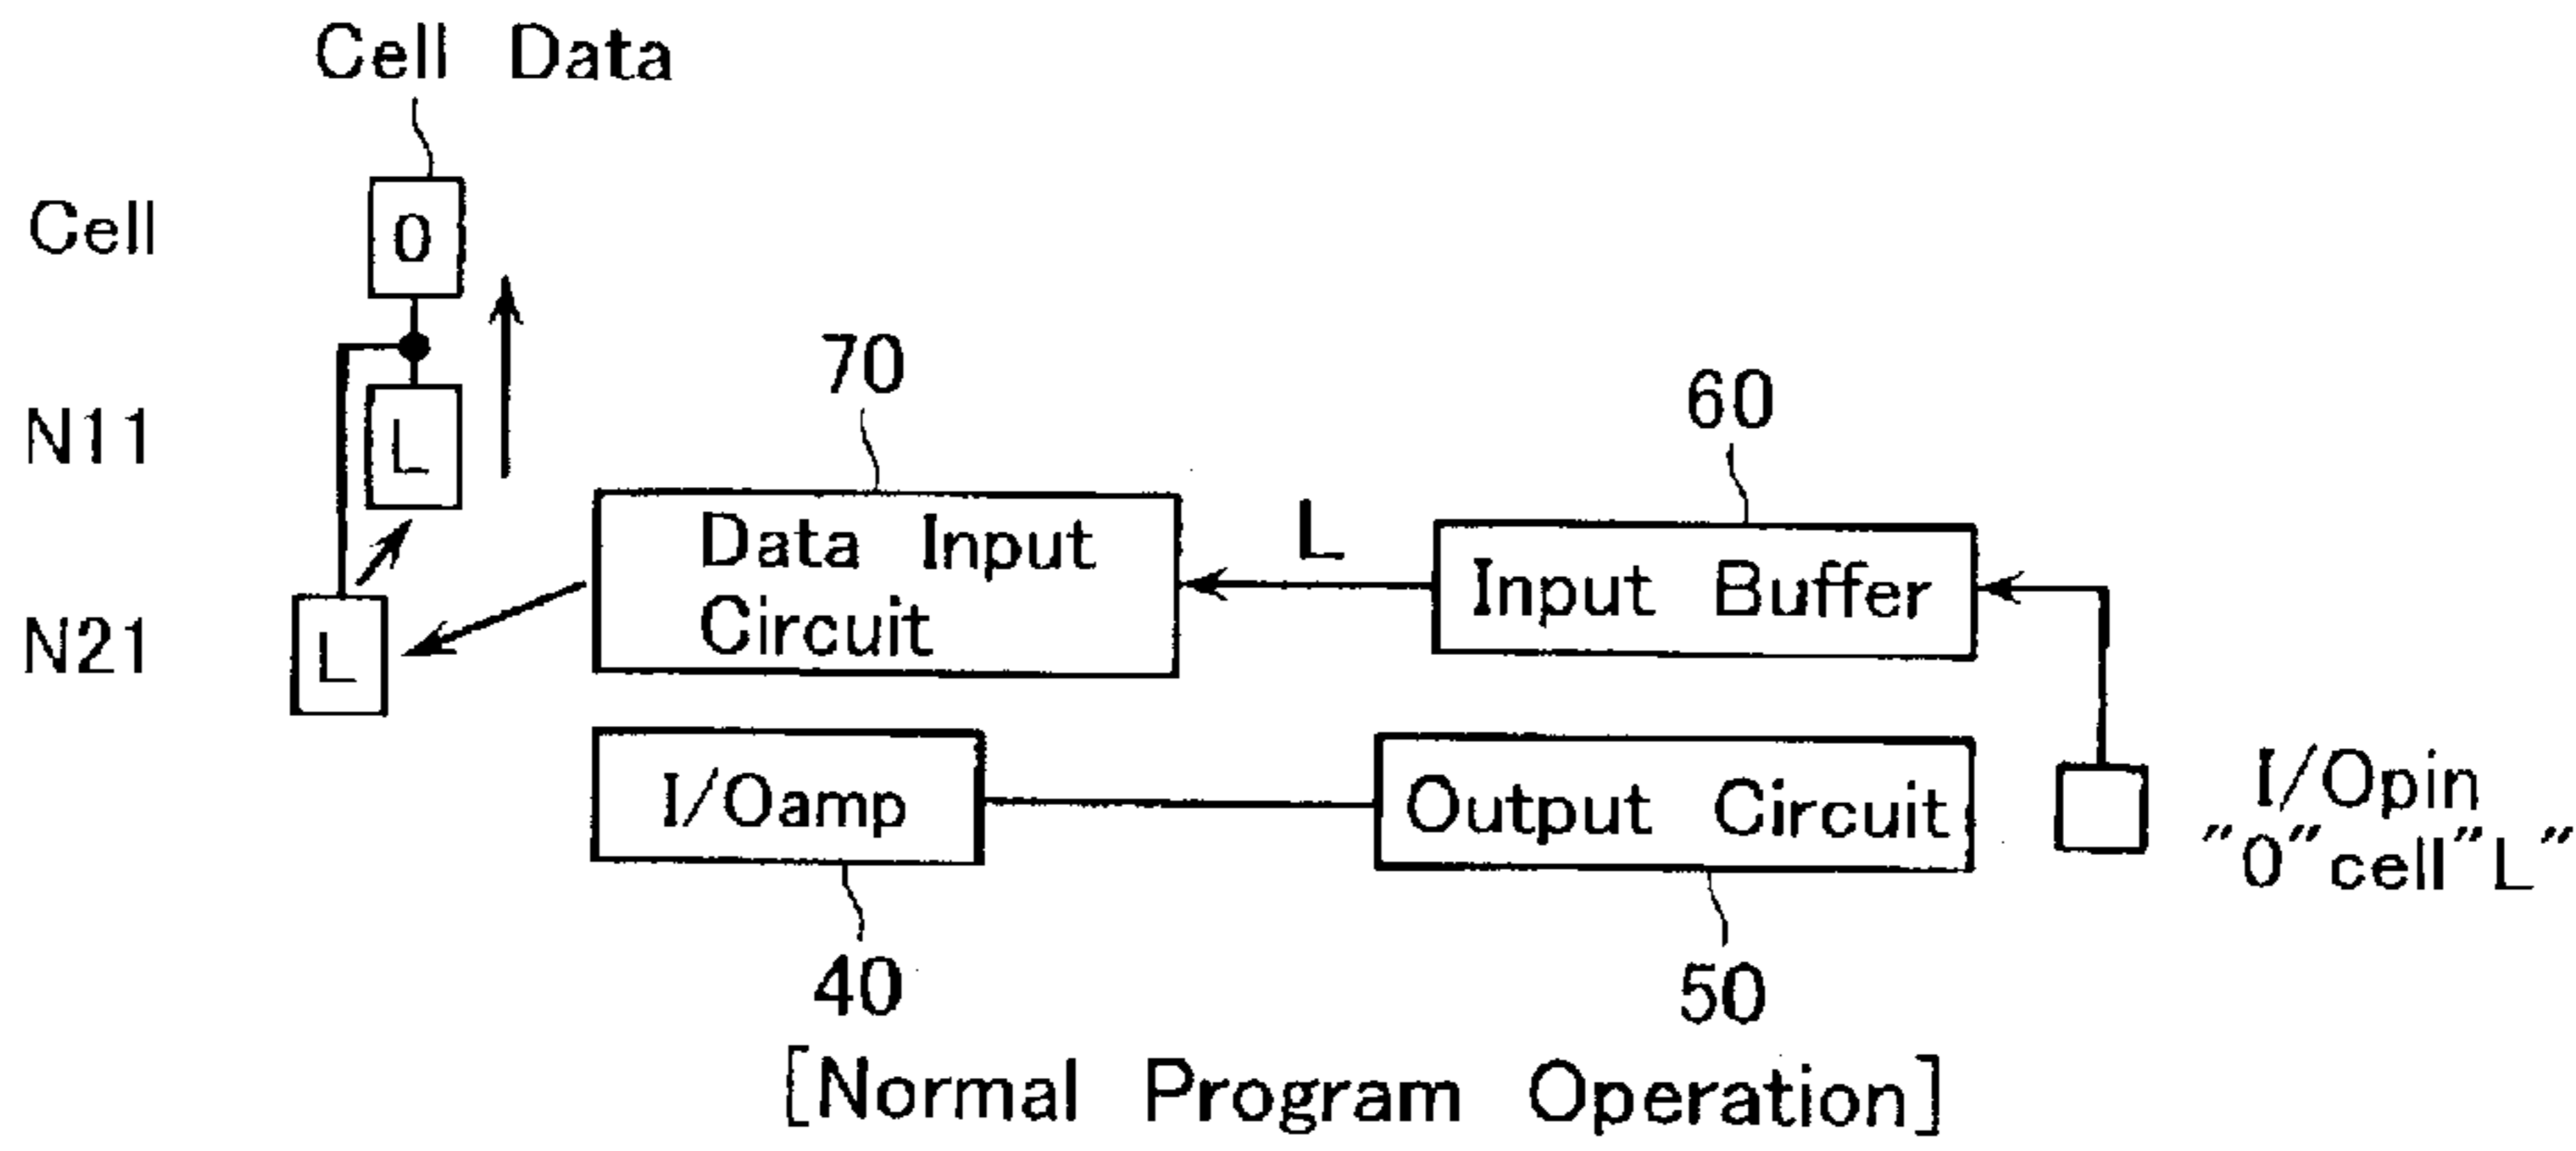 Cell Data
Cell
0
70
60
N11
L
Data Input
Circuit
L
Input Buffer
N21
L
I/Oamp
Output Circuit
I/Opin
"0"cell"L"
40
50
[Normal Program Operation]